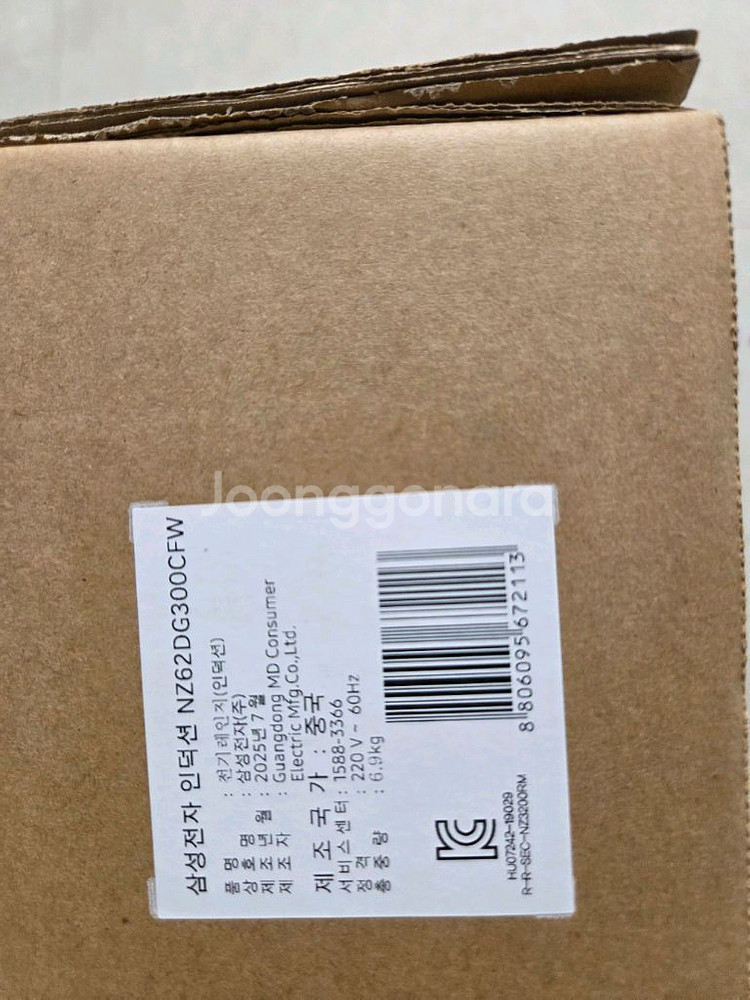 Joonggonara
삼성전자 인덕션 NZ62DG300CFW
품 명 : 전기레인지(인덕션)
상 호 명 : 삼성전자(주)
제 조 년 월 : 2025년 7월
제 조 자 : Guangdong MD Consumer
Electric Mfg.Co.,Ltd.
제 조 국 가 : 중국
서 비 스 센 터 : 1588-3366
정 격 : 220 V ~ 60Hz
총 중 량 : 6.9kg
8 806095 672113
HU07242-19029
R-R-SEC-NZ3200RM